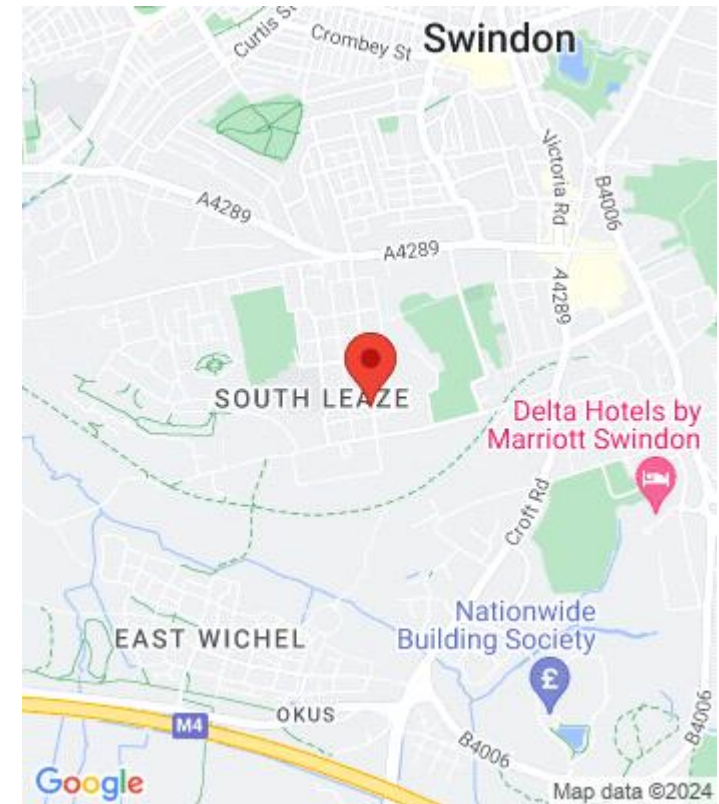 Curtis St
Crombey St
Swindon
Victoria Rd
B4006
A4289
A4289
A4289
SOUTH LEAZE
Delta Hotels by
Marriott Swindon
Croft Rd
Nationwide
Building Society
£
EAST WICHEL
OKUS
M4
B4006
B4006
Google
Map data ©2024